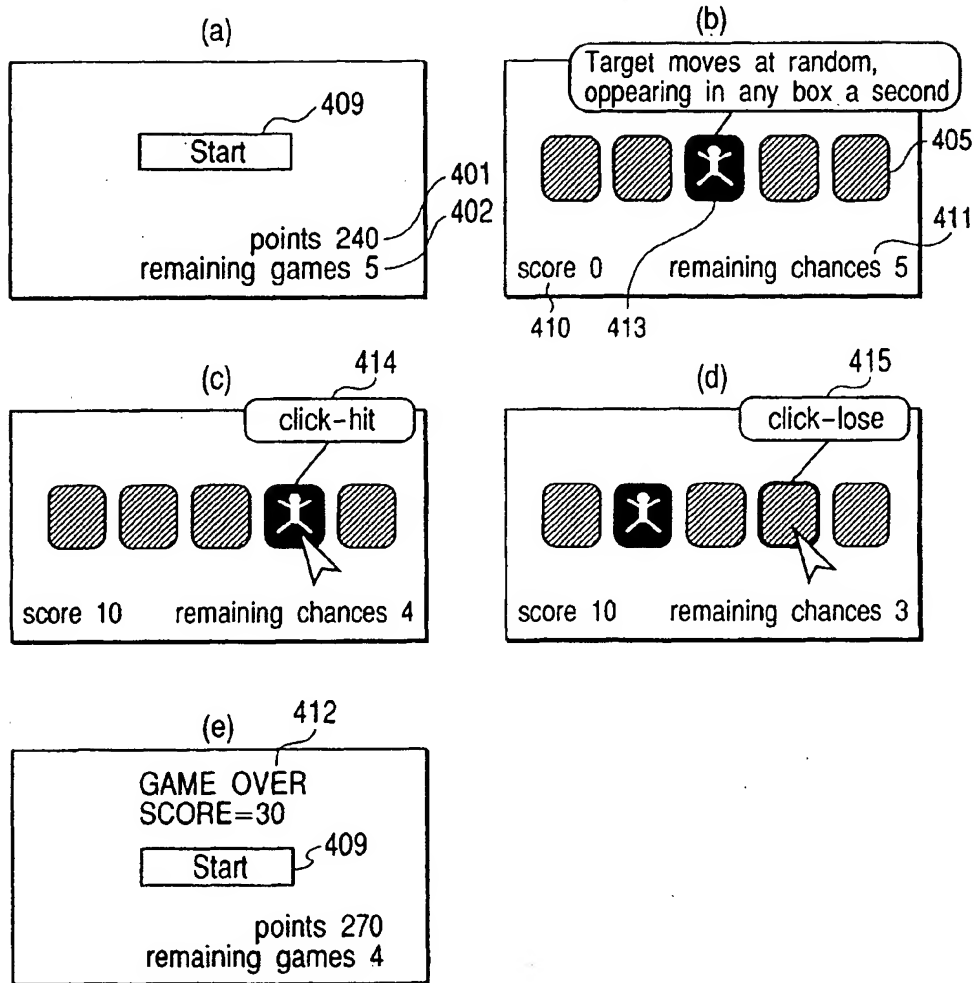 (a)
409
Start
401
402
points 240
remaining games 5
(b)
Target moves at random,
oppearing in any box a second
405
411
score 0 remaining chances 5
410 413
(c)
414
click-hit
score 10 remaining chances 4
(d)
415
click-lose
score 10 remaining chances 3
(e)
412
GAME OVER
SCORE=30
Start
409
points 270
remaining games 4